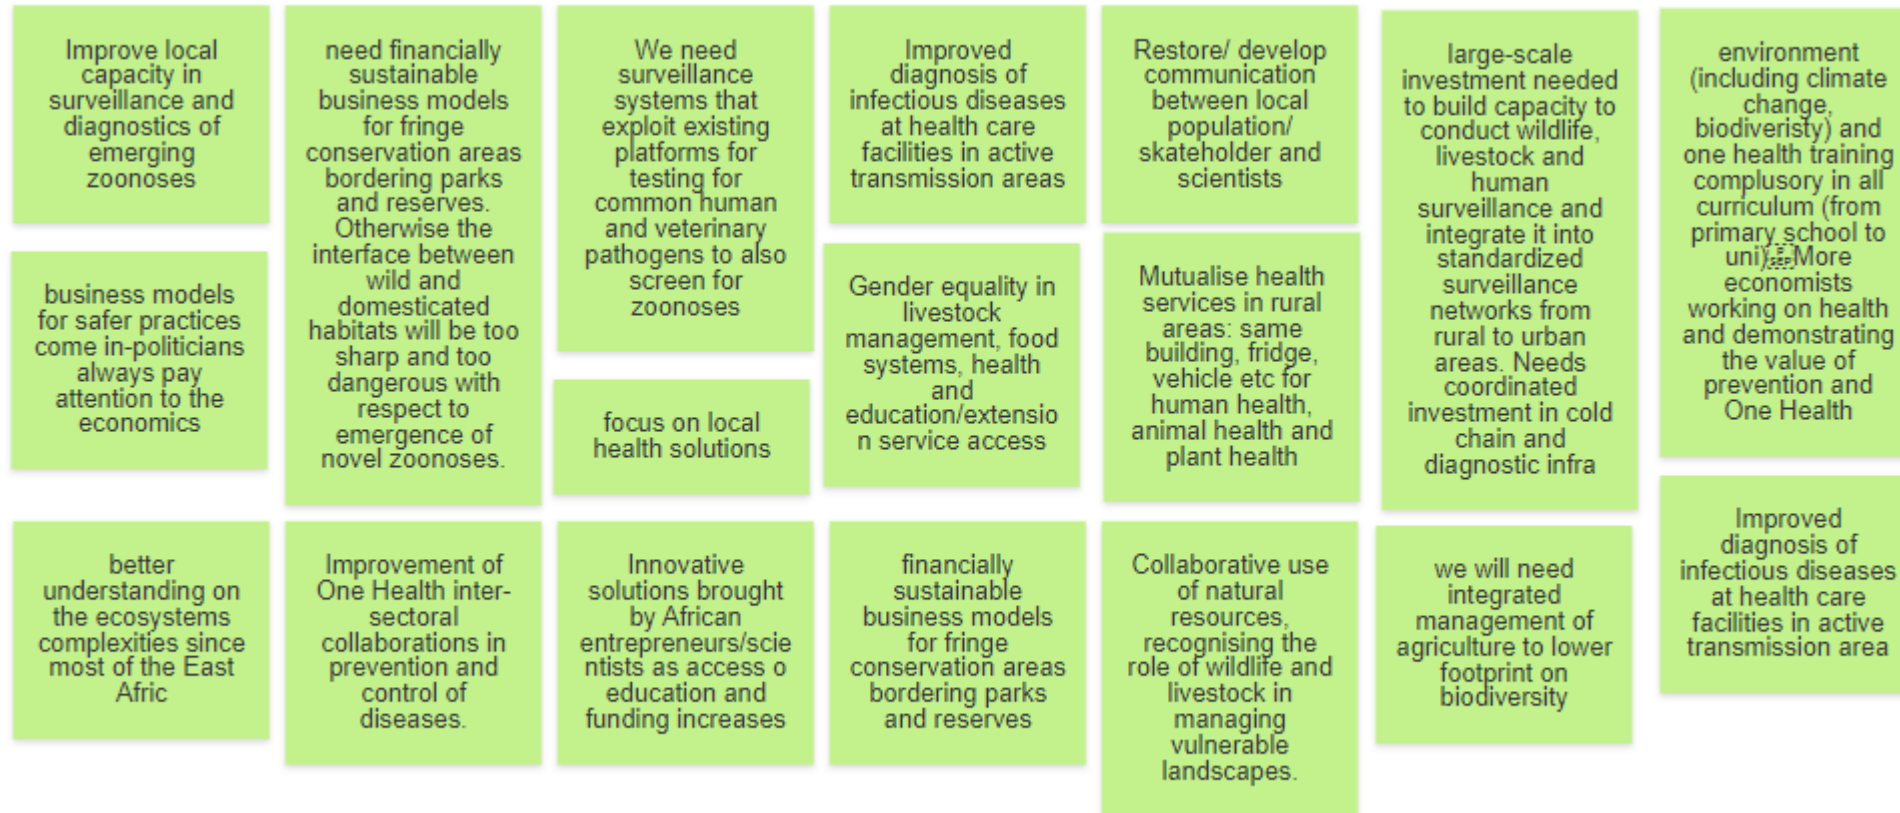 Improve local
capacity in
surveillance and
diagnostics of
emerging
zoonoses
need financially
sustainable
business models
for fringe
conservation areas
bordering parks
and reserves.
Otherwise the
interface between
wild and
domesticated
habitats will be too
sharp and too
dangerous with
respect to
emergence of
novel zoonoses.
We need
surveillance
systems that
exploit existing
platforms for
testing for
common human
and veterinary
pathogens to also
screen for
zoonoses
Improved
diagnosis of
infectious diseases
at health care
facilities in active
transmission areas
Restore/ develop
communication
between local
population/
skateholder and
scientists
large-scale
investment needed
to build capacity to
conduct wildlife,
livestock and
human
surveillance and
integrate it into
standardized
surveillance
networks from
rural to urban
areas. Needs
coordinated
investment in cold
chain and
diagnostic infra
environment
(including climate
change,
biodiveristy) and
one health training
complusory in all
curriculum (from
primary school to
uni) More
economists
working on health
and demonstrating
the value of
prevention and
One Health
business models
for safer practices
come in-politicians
always pay
attention to the
economics
focus on local
health solutions
Gender equality in
livestock
management, food
systems, health
and
education/extensio
n service access
Mutualise health
services in rural
areas: same
building, fridge,
vehicle etc for
human health,
animal health and
plant health
better
understanding on
the ecosystems
complexities since
most of the East
Afric
Improvement of
One Health inter-
sectoral
collaborations in
prevention and
control of
diseases.
Innovative
solutions brought
by African
entrepreneurs/scie
ntists as access o
education and
funding increases
financially
sustainable
business models
for fringe
conservation areas
bordering parks
and reserves
Collaborative use
of natural
resources,
recognising the
role of wildlife and
livestock in
managing
vulnerable
landscapes.
we will need
integrated
management of
agriculture to lower
footprint on
biodiversity
Improved
diagnosis of
infectious diseases
at health care
facilities in active
transmission area